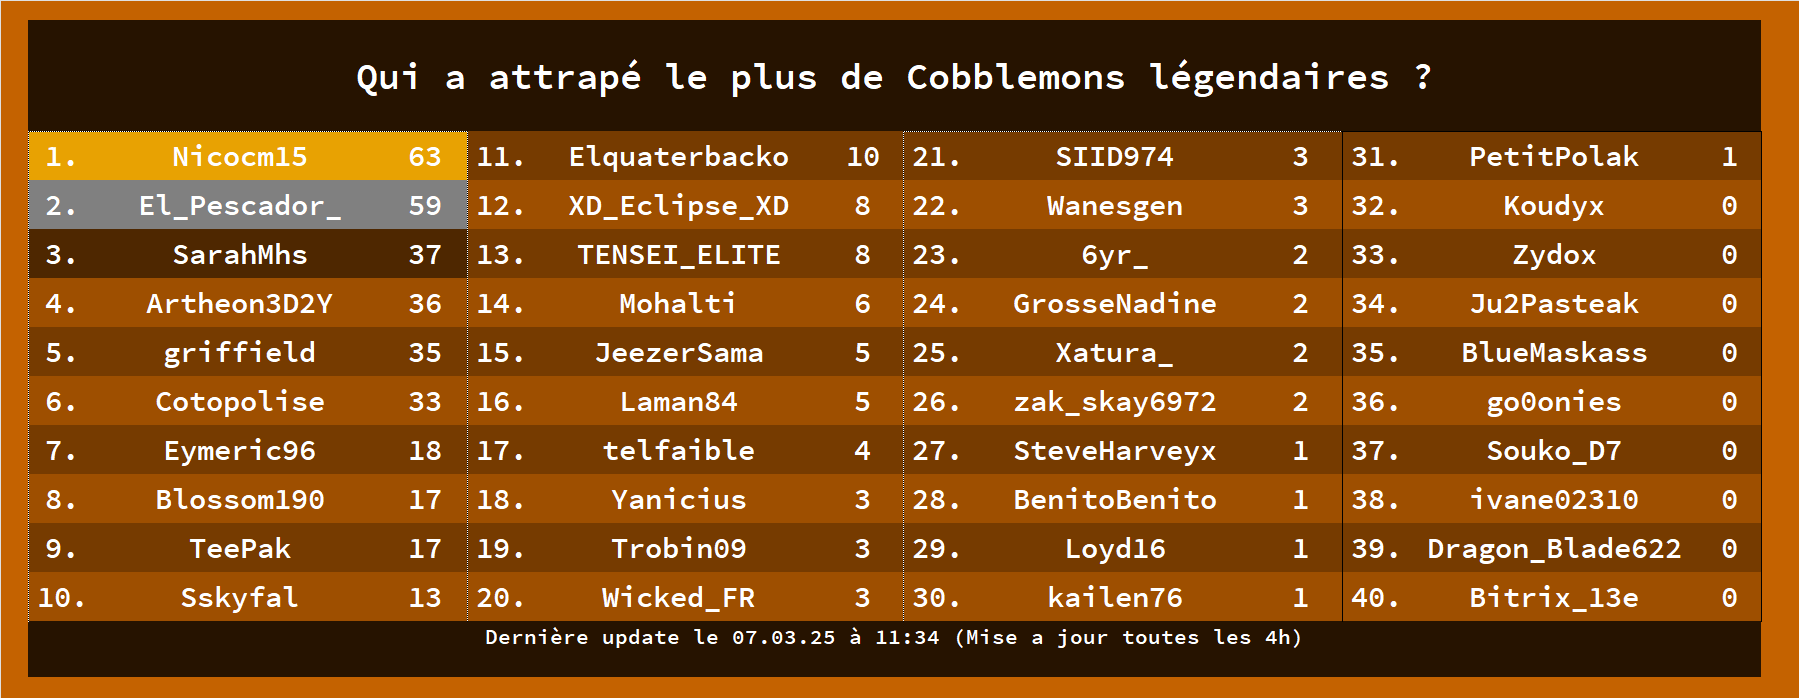 Qui a attrapé le plus de Cobblemons légendaires ?
1. Nicocm15 63
2. El_Pescador_ 59
3. SarahMhs 37
4. Artheon3D2Y 36
5. griffield 35
6. Cotopolise 33
7. Eymeric96 18
8. Blossom190 17
9. TeePak 17
10. Sskyfal 13
11. Elquaterbacko 10
12. XD_Eclipse_XD 8
13. TENSEI_ELITE 8
14. Mohalti 6
15. JeezerSama 5
16. Laman84 5
17. telfaible 4
18. Yanicius 3
19. Trobin09 3
20. Wicked_FR 3
21. SIID974 3
22. Wanesgen 3
23. 6yr_ 2
24. GrosseNadine 2
25. Xatura_ 2
26. zak_skay6972 2
27. SteveHarveyx 1
28. BenitoBenito 1
29. Loyd16 1
30. kailen76 1
31. PetitPolak 1
32. Koudyx 0
33. Zydox 0
34. Ju2Pasteak 0
35. BlueMaskass 0
36. go0onies 0
37. Souko_D7 0
38. ivane02310 0
39. Dragon_Blade622 0
40. Bitrix_13e 0
Dernière update le 07.03.25 à 11:34 (Mise a jour toutes les 4h)